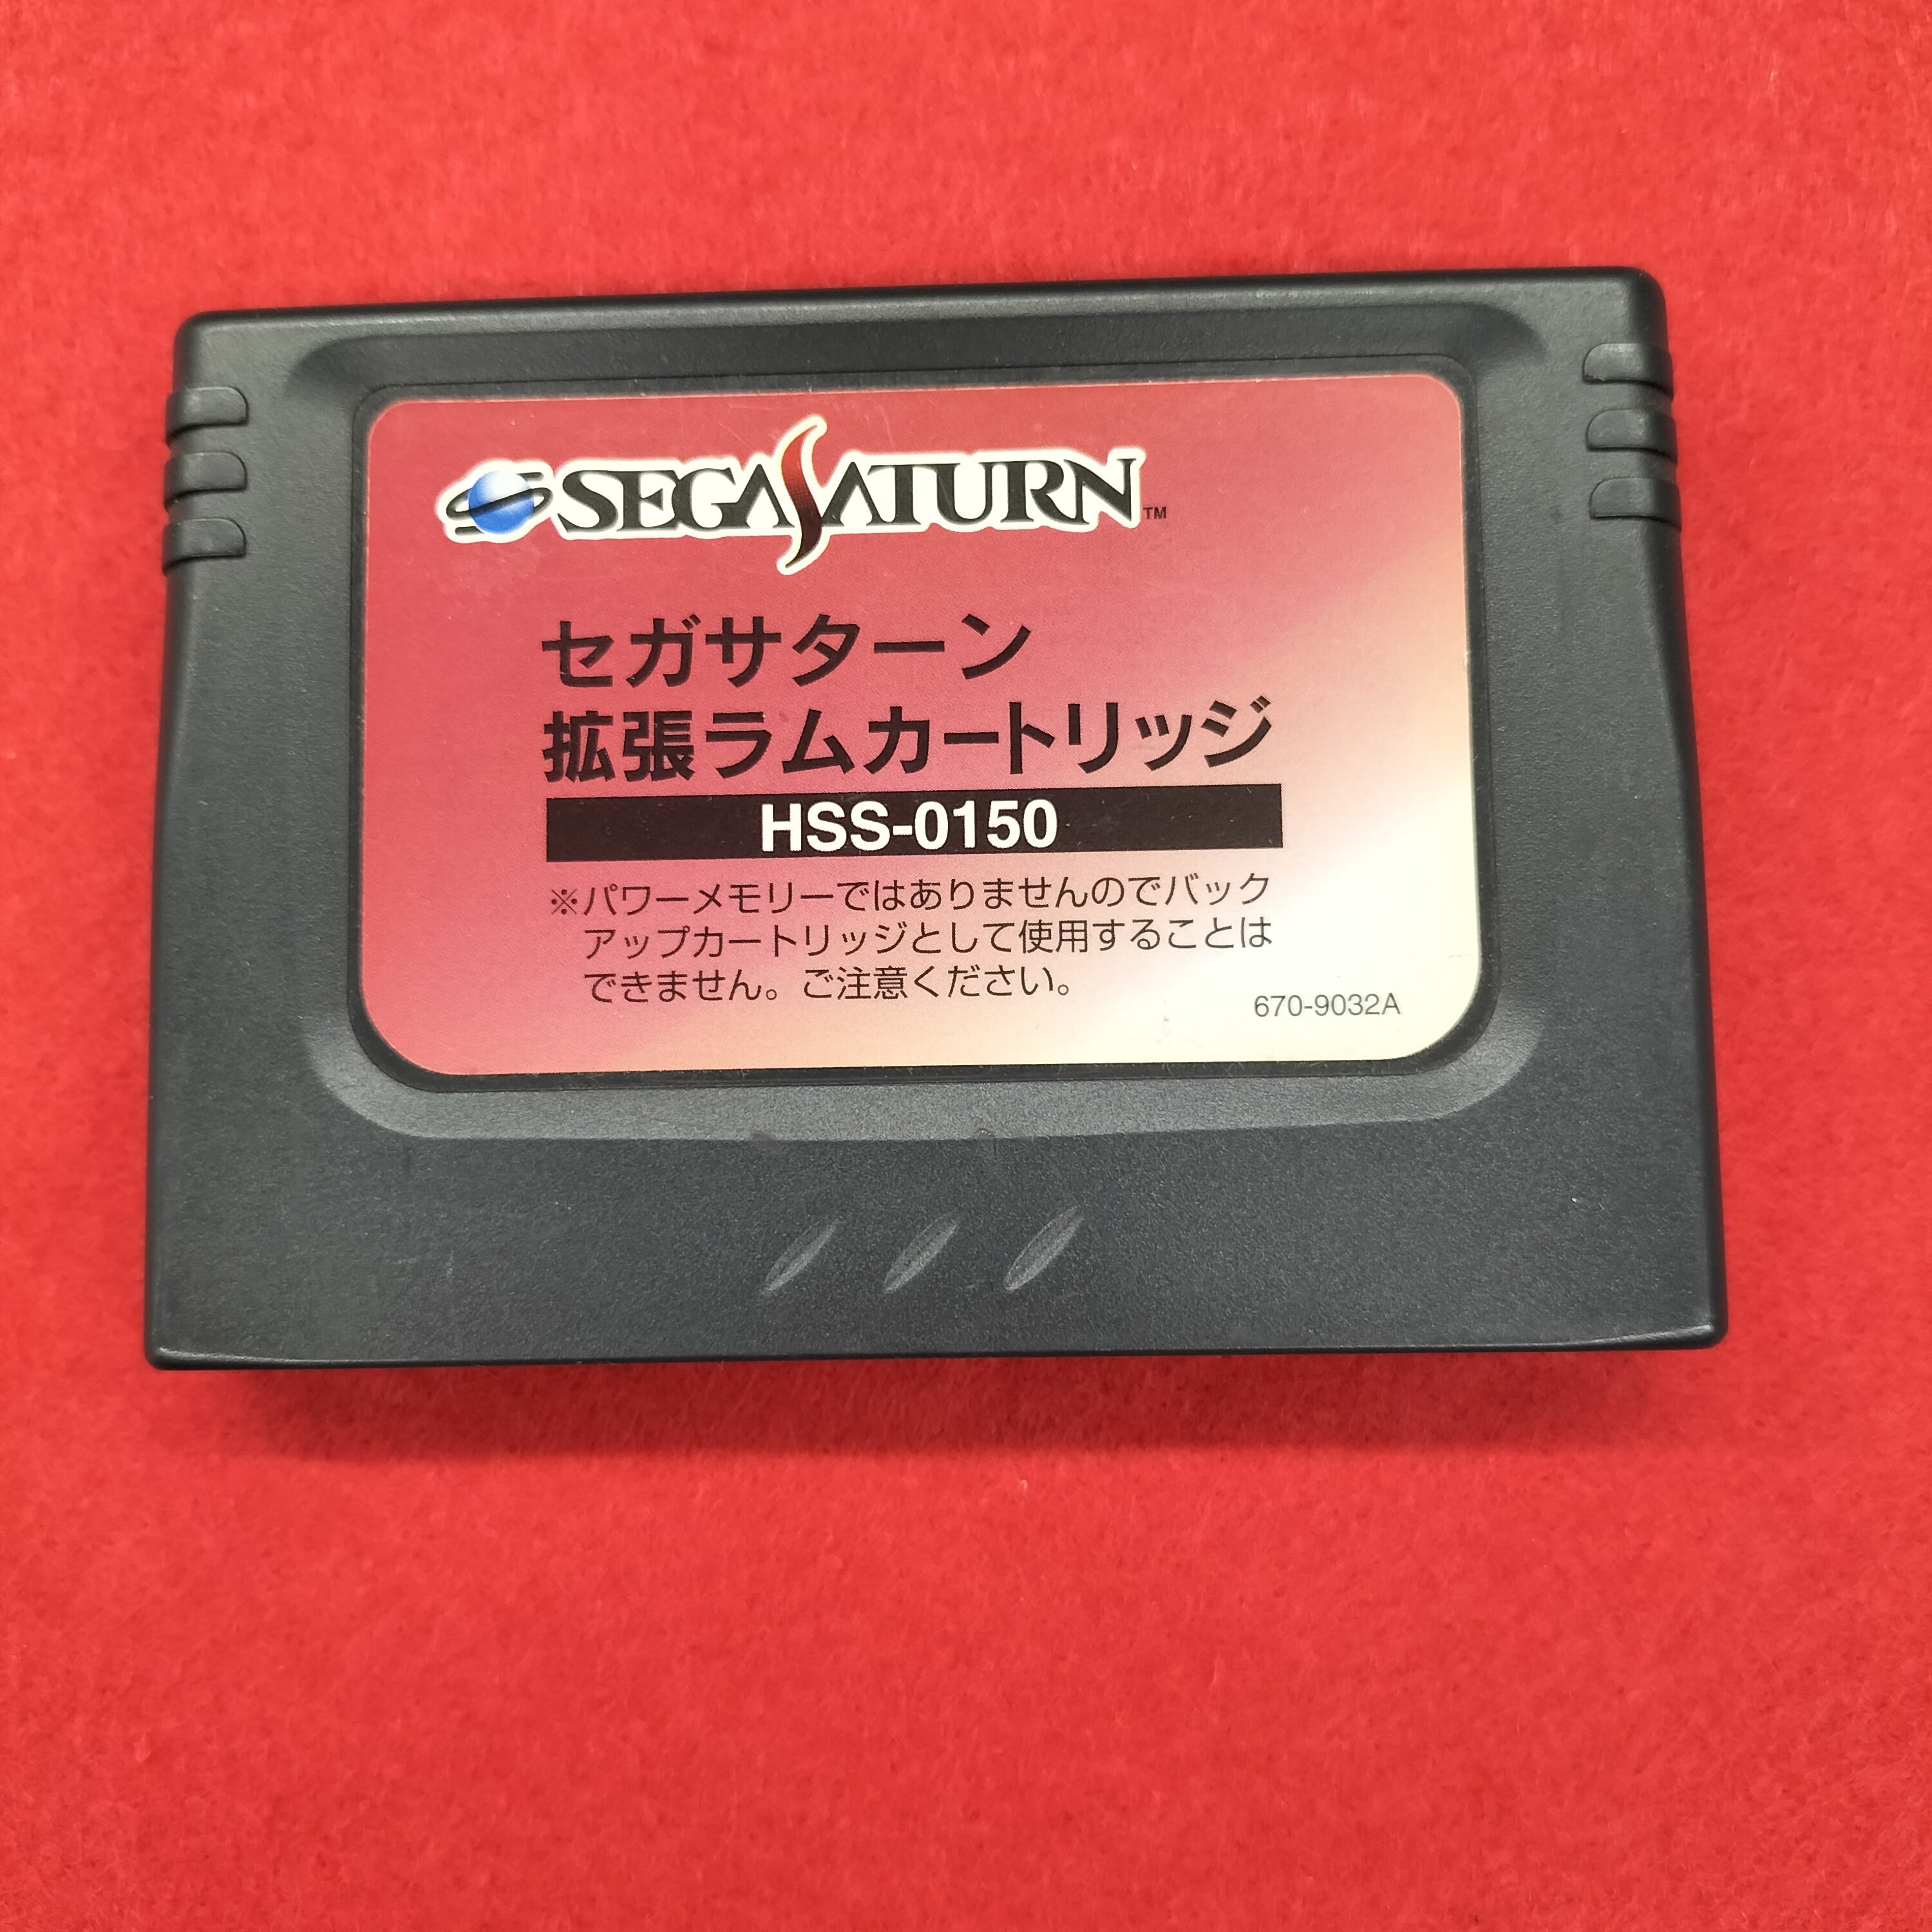 SEGASATURN™
セガサターン
拡張ラムカートリッジ
HSS-0150
※パワーメモリーではありませんのでバック
アップカートリッジとして使用することは
できません。ご注意ください。
670-9032A